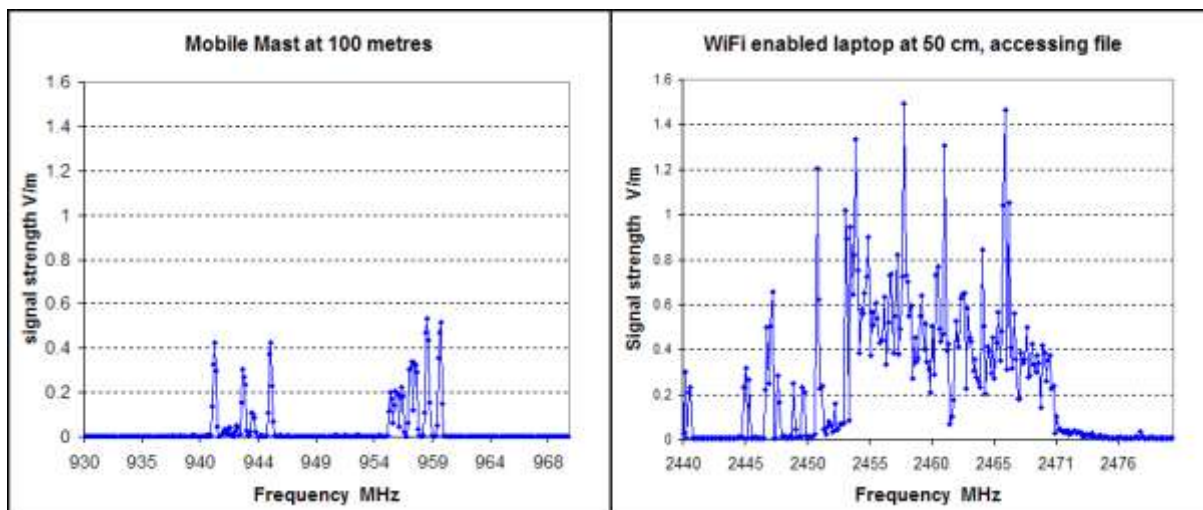 Mobile Mast at 100 metres
1.6
1.4
1.2
1
0.8
0.6
0.4
0.2
0
signal strength V/m
930 935 940 944 949 954 959 964 968
Frequency MHz
WiFi enabled laptop at 50 cm, accessing file
1.6
1.4
1.2
1
0.8
0.6
0.4
0.2
0
Signal strength V/m
2440 2445 2450 2455 2460 2465 2471 2476
Frequency MHz